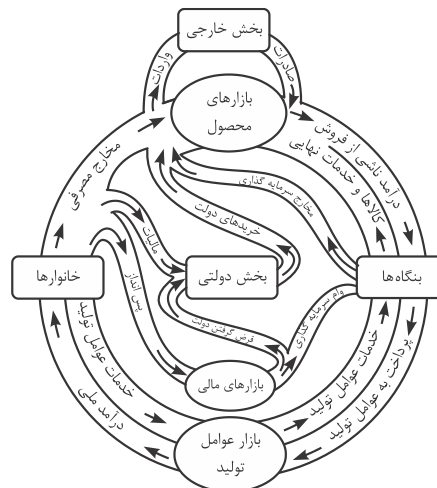 بخش خارجی
واردات
صادرات
بازارهای
محصول
مخارج مصرفی
درآمد ناشی از فروش
کالاها و خدمات نهایی
مخارج سرمایه گذاری
خریدهای دولت
مالیات
خانوارها
بخش دولتی
بنگاه‌ها
پس انداز
قرض گرفتن دولت
وام سرمایه گذاری
بازارهای مالی
خدمات عوامل تولید
درآمد ملی
خدمات عوامل تولید
پرداخت به عوامل تولید
بازار عوامل
تولید